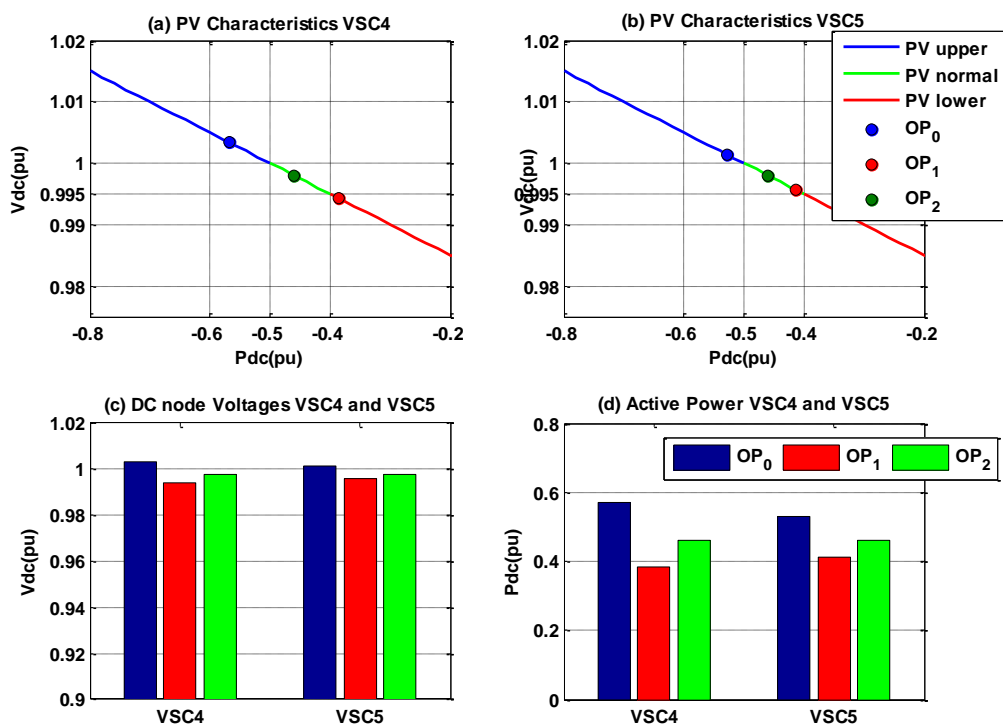 (a) PV Characteristics VSC4
1.02
1.01
1
0.995
0.99
0.98
Vdc(pu)
-0.8 -0.6 -0.5 -0.4 -0.2
Pdc(pu)
(b) PV Characteristics VSC5
1.02
1.01
1
0.995
0.99
0.98
Vdc(pu)
-0.8 -0.6 -0.5 -0.4 -0.2
Pdc(pu)
PV upper
PV normal
PV lower
OP0
OP1
OP2
(c) DC node Voltages VSC4 and VSC5
1.02
1
0.98
0.96
0.94
0.92
0.9
Vdc(pu)
VSC4 VSC5
(d) Active Power VSC4 and VSC5
0.8
0.6
0.4
0.2
0
Pdc(pu)
OP0 OP1 OP2
VSC4 VSC5